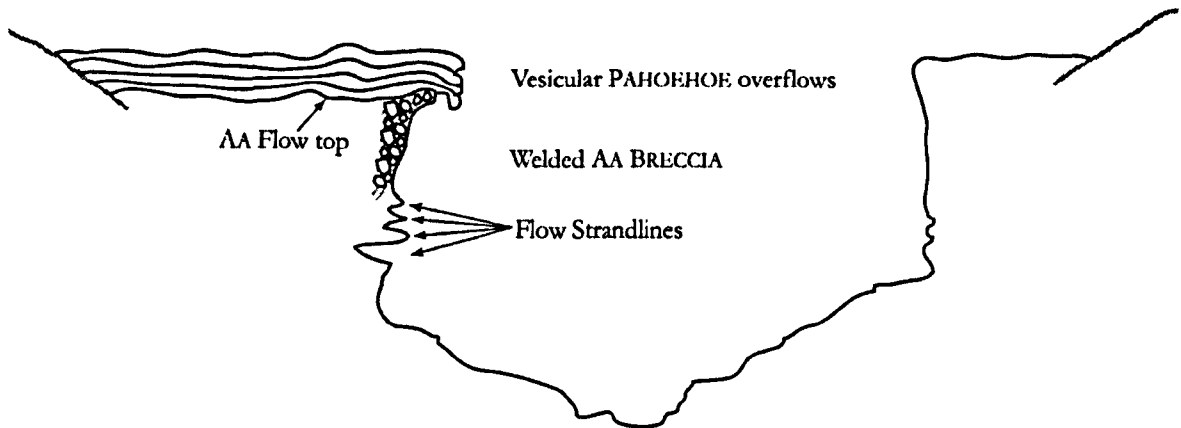 Vesicular PAHOEHOE overflows
AA Flow top
Welded AA BRECCIA
Flow Strandlines